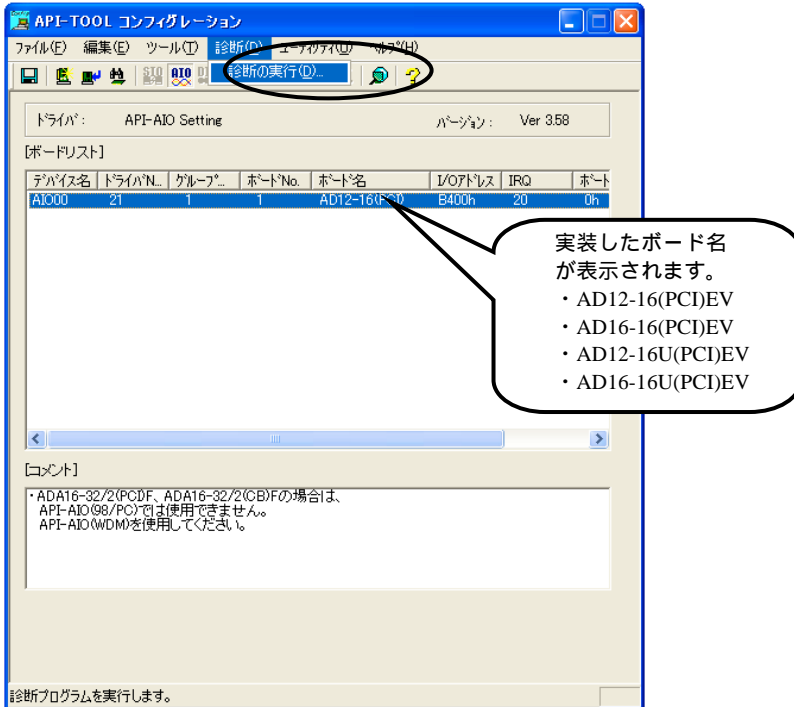 API-TOOL コンフィグレーション
ファイル(F) 編集(E) ツール(T) 診断(D) ユーティリティ(U) ヘルプ(H)
診断の実行(D)...
SIO AIO
ドライバ: API-AIO Setting バージョン: Ver 3.58
[ボードリスト]
デバイス名 ドライバN... グループ... ボードNo. ボード名 I/Oアドレス IRQ ボート
AIO00 21 1 1 AD12-16(PCI) B400h 20 0h
実装したボード名
が表示されます。
・AD12-16(PCI)EV
・AD16-16(PCI)EV
・AD12-16U(PCI)EV
・AD16-16U(PCI)EV
[コメント]
・ADA16-32/2(PCI)F、ADA16-32/2(CB)Fの場合は、
API-AIO(98/PC)では使用できません。
API-AIO(WDM)を使用してください。
診断プログラムを実行します。